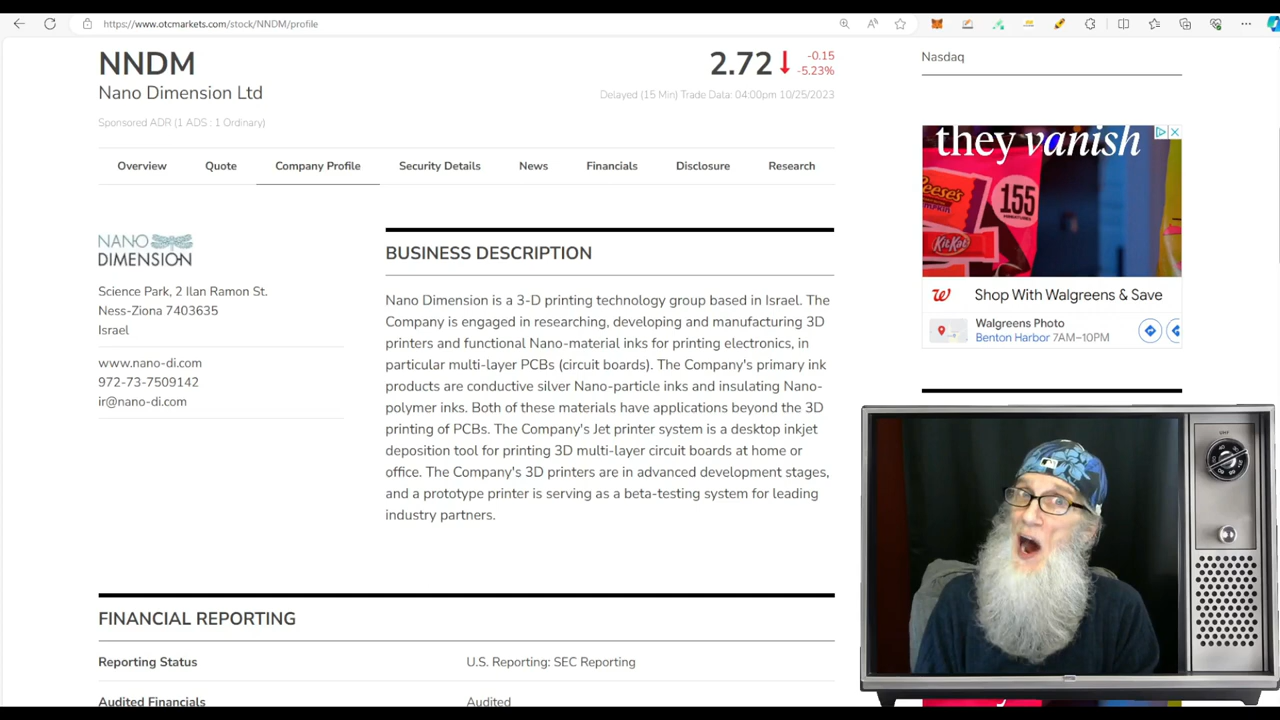 https://www.otcmarkets.com/stock/NNDM/profile
NNDM
Nano Dimension Ltd
Sponsored ADR (1 ADS : 1 Ordinary)
2.72
-0.15
-5.23%
Delayed (15 Min) Trade Data: 04:00pm 10/25/2023
Overview Quote Company Profile Security Details News Financials Disclosure Research
NANO
DIMENSION
Science Park, 2 Ilan Ramon St.
Ness-Ziona 7403635
Israel
www.nano-di.com
972-73-7509142
ir@nano-di.com
BUSINESS DESCRIPTION
Nano Dimension is a 3-D printing technology group based in Israel. The
Company is engaged in researching, developing and manufacturing 3D
printers and functional Nano-material inks for printing electronics, in
particular multi-layer PCBs (circuit boards). The Company's primary ink
products are conductive silver Nano-particle inks and insulating Nano-
polymer inks. Both of these materials have applications beyond the 3D
printing of PCBs. The Company's Jet printer system is a desktop inkjet
deposition tool for printing 3D multi-layer circuit boards at home or
office. The Company's 3D printers are in advanced development stages,
and a prototype printer is serving as a beta-testing system for leading
industry partners.
FINANCIAL REPORTING
Reporting Status U.S. Reporting: SEC Reporting
Audited Financials Audited
Nasdaq
they vanish
REESE'S
155
KitKat
Shop With Walgreens & Save
Walgreens Photo
Benton Harbor 7AM–10PM